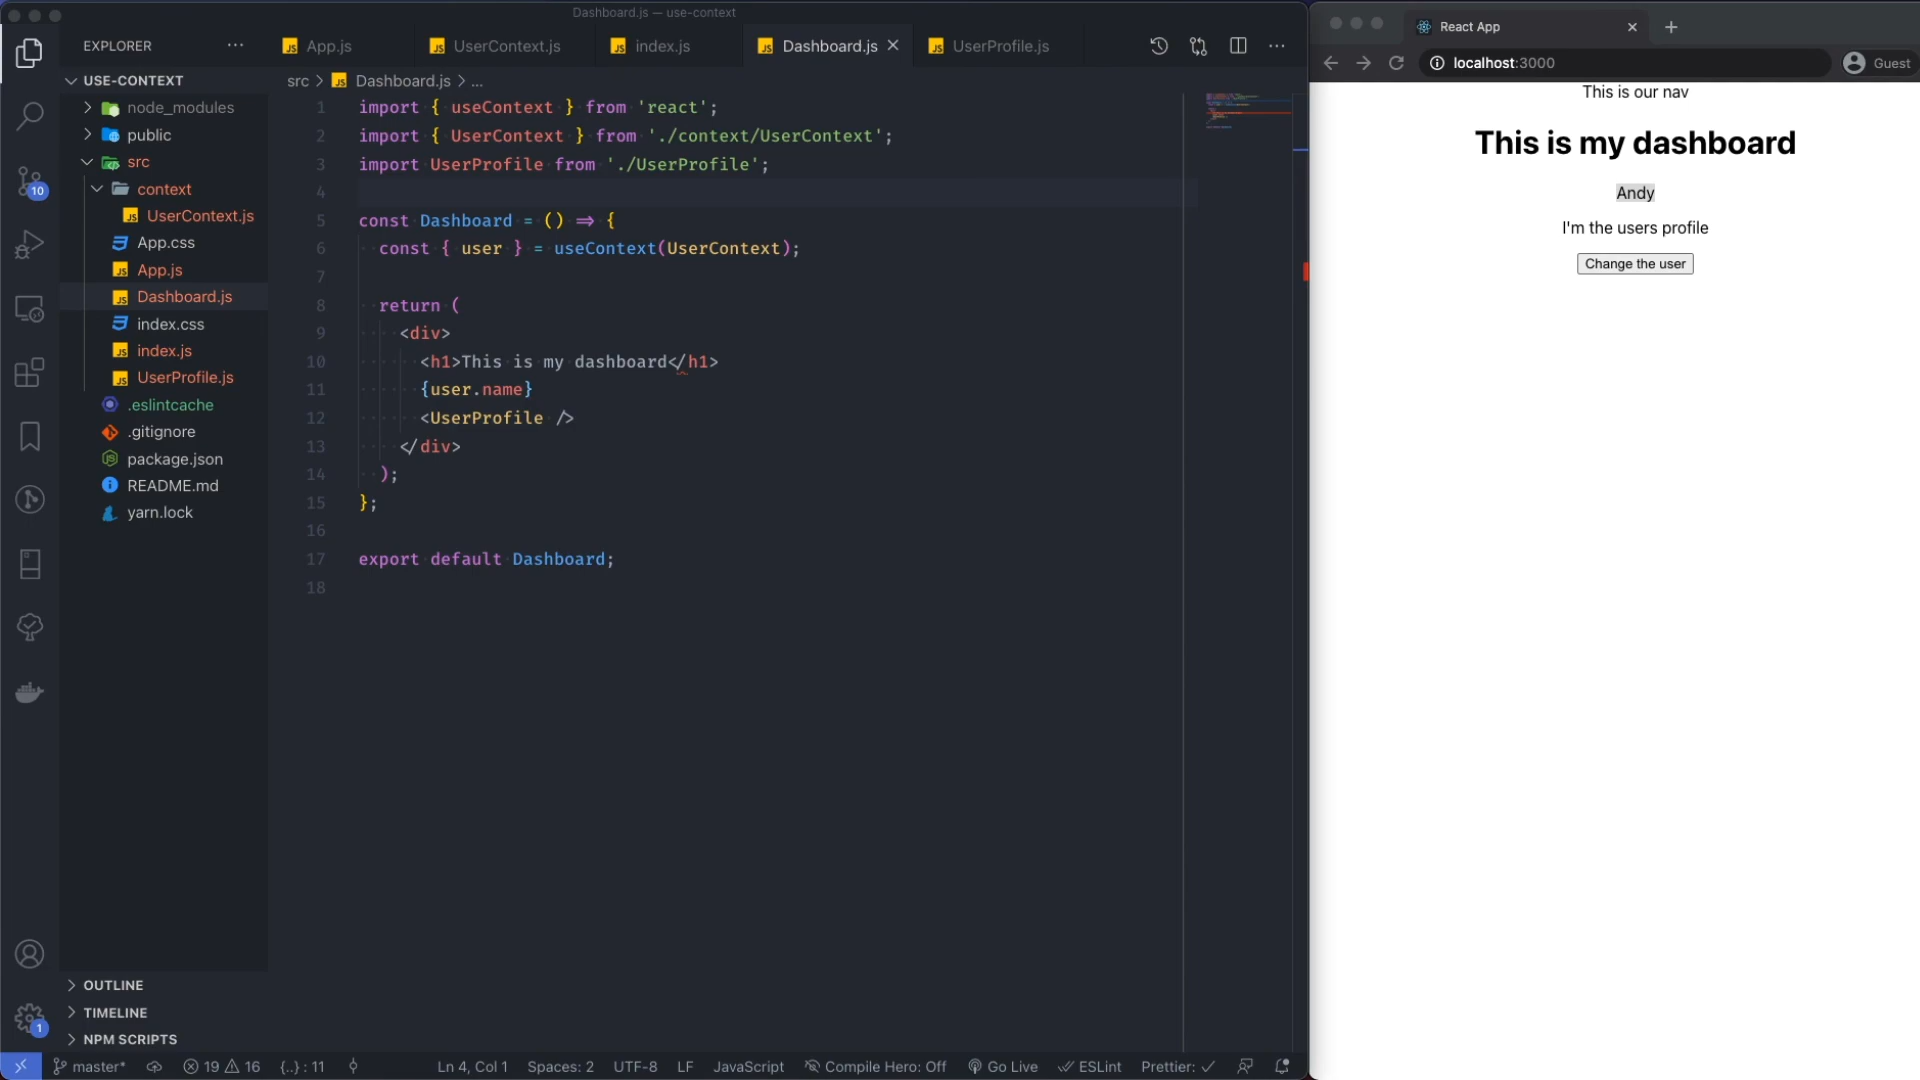 Dashboard.js — use-context
EXPLORER
USE-CONTEXT
node_modules
public
src
context
UserContext.js
App.css
App.js
Dashboard.js
index.css
index.js
UserProfile.js
.eslintcache
.gitignore
package.json
README.md
yarn.lock
OUTLINE
TIMELINE
NPM SCRIPTS
10
1
App.js
UserContext.js
index.js
Dashboard.js
UserProfile.js
src > Dashboard.js > ...
1 import { useContext } from 'react';
2 import { UserContext } from './context/UserContext';
3 import UserProfile from './UserProfile';
4
5 const Dashboard = () => {
6 const { user } = useContext(UserContext);
7
8 return (
9 <div>
10 <h1>This is my dashboard</h1>
11 {user.name}
12 <UserProfile />
13 </div>
14 );
15 };
16
17 export default Dashboard;
18
master*
19
16
{..} : 11
Ln 4, Col 1
Spaces: 2
UTF-8
LF
JavaScript
Compile Hero: Off
Go Live
ESLint
Prettier: ✓
React App
localhost:3000
Guest
This is our nav
This is my dashboard
Andy
I'm the users profile
Change the user